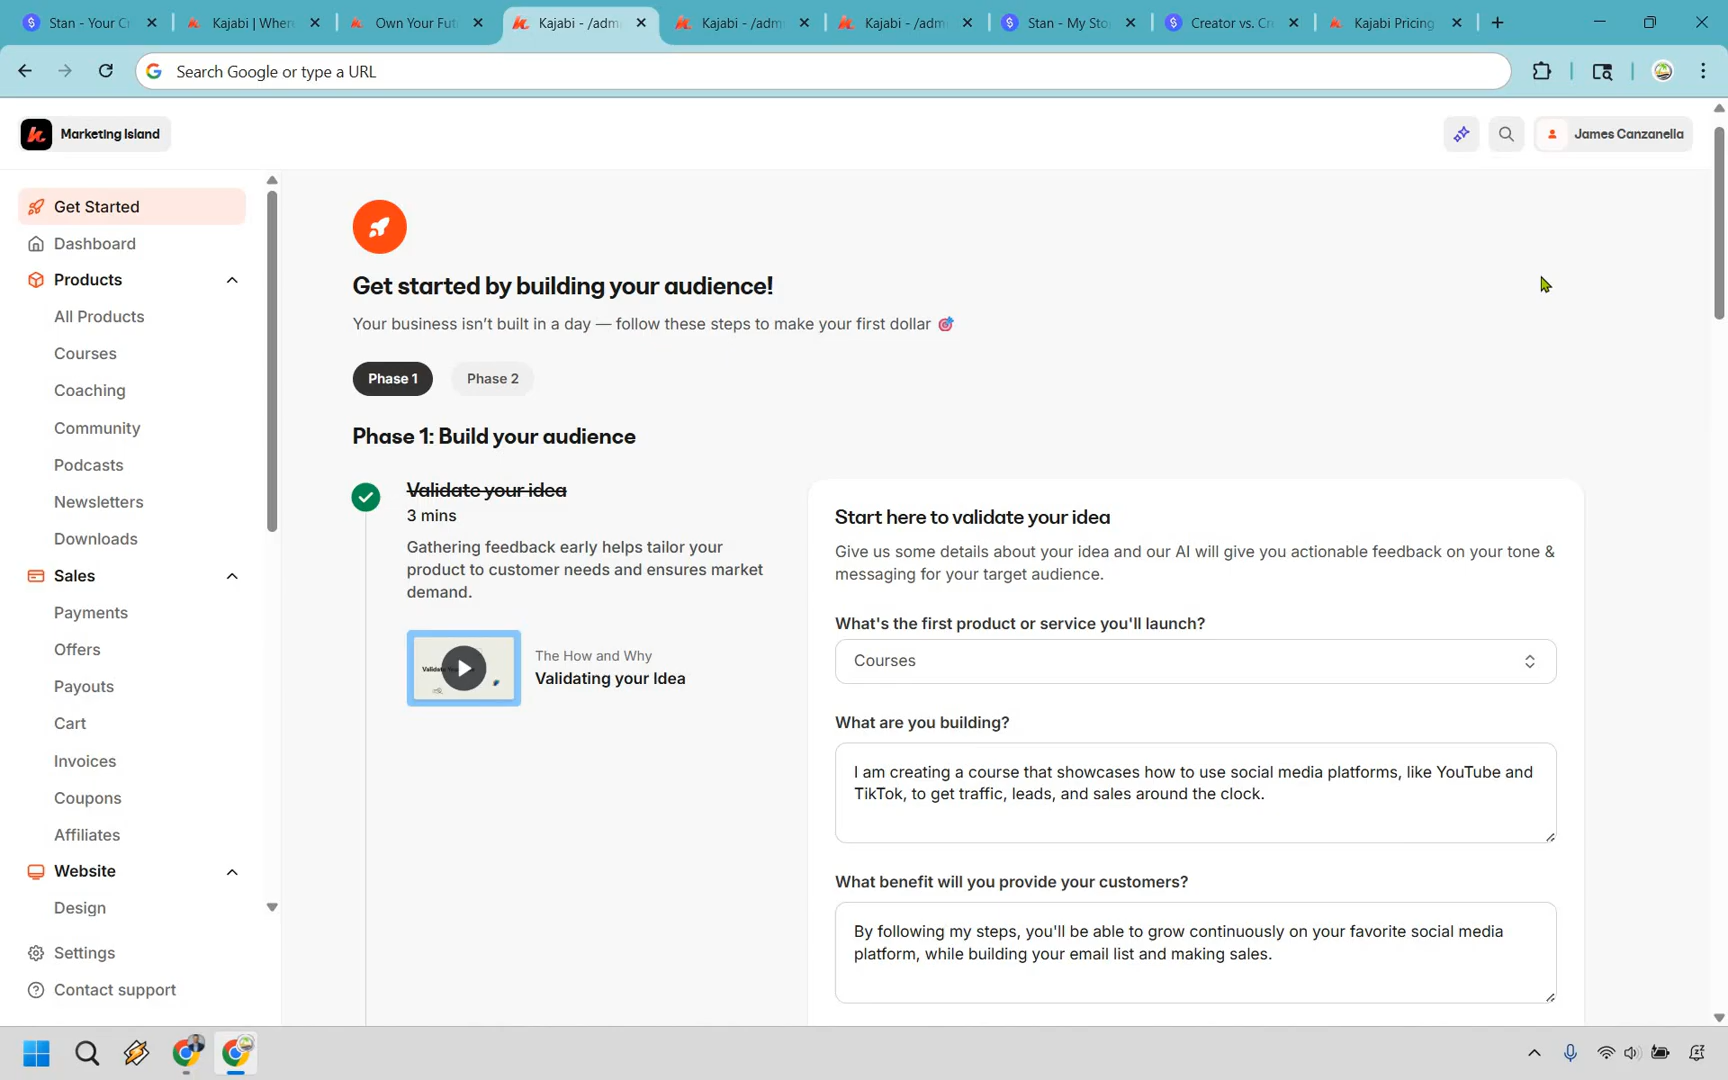 Stan - Your Cr
Kajabi | Wher
Own Your Fut
Kajabi - /adm
Kajabi - /adm
Kajabi - /adm
Stan - My Sto
Creator vs. Cr
Kajabi Pricing
Search Google or type a URL
Marketing Island
James Canzanella
Get Started
Dashboard
Products
All Products
Courses
Coaching
Community
Podcasts
Newsletters
Downloads
Sales
Payments
Offers
Payouts
Cart
Invoices
Coupons
Affiliates
Website
Design
Settings
Contact support
Get started by building your audience!
Your business isn't built in a day — follow these steps to make your first dollar 🎯
Phase 1
Phase 2
Phase 1: Build your audience
Validate your idea
3 mins
Gathering feedback early helps tailor your
product to customer needs and ensures market
demand.
The How and Why
Validating your Idea
Start here to validate your idea
Give us some details about your idea and our AI will give you actionable feedback on your tone &
messaging for your target audience.
What's the first product or service you'll launch?
Courses
What are you building?
I am creating a course that showcases how to use social media platforms, like YouTube and
TikTok, to get traffic, leads, and sales around the clock.
What benefit will you provide your customers?
By following my steps, you'll be able to grow continuously on your favorite social media
platform, while building your email list and making sales.